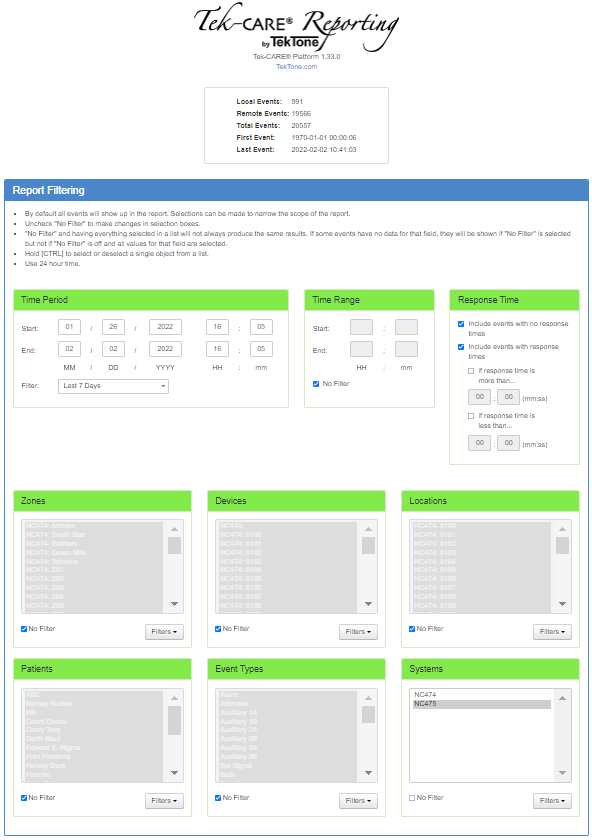 Tek-CARE® Reporting
by TekTone
Tek-CARE® Platform 1.33.0
TekTone.com
Local Events: 991
Remote Events: 19566
Total Events: 20557
First Event: 1970-01-01 00:00:06
Last Event: 2022-02-02 10:41:03
Report Filtering
By default all events will show up in the report. Selections can be made to narrow the scope of the report.
Uncheck "No Filter" to make changes in selection boxes.
"No Filter" and having everything selected in a list will not always produce the same results. If some events have no data for that field, they will be shown if "No Filter" is selected
but not if "No Filter" is off and all values for that field are selected.
Hold [CTRL] to select or deselect a single object from a list.
Use 24 hour time.
Time Period
Start: 01 / 26 / 2022 16 : 05
End: 02 / 02 / 2022 16 : 05
MM / DD / YYYY HH : mm
Filter: Last 7 Days
Time Range
Start: :
End: :
HH : mm
No Filter
Response Time
Include events with no response
times
Include events with response
times
If response time is
more than...
00 : 00 (mm:ss)
If response time is
less than...
00 : 00 (mm:ss)
Zones
NC474: Arkham
NC474: Death Star
NC474: Gotham
NC474: Green Mile
NC474: Tatooine
NC474: Z01
NC474: Z02
NC474: Z03
NC474: Z04
NC474: Z05
No Filter
Filters
Devices
NC474:
NC474: 0100
NC474: 0101
NC474: 0102
NC474: 0103
NC474: 0104
NC474: 0105
NC474: 0106
NC474: 0107
NC474: 0108
No Filter
Filters
Locations
NC474: 0100
NC474: 0101
NC474: 0102
NC474: 0103
NC474: 0104
NC474: 0105
NC474: 0106
NC474: 0107
NC474: 0108
NC474: 0109
No Filter
Filters
Patients
ABC
Barney Rubble
Bill
Count Dooku
Crazy Tony
Darth Maul
Edward E. Nigma
Fred Flinstone
Harvey Dent
No Filter
Filters
Event Types
Alarm
Attended
Auxiliary 1A
Auxiliary 1B
Auxiliary 2A
Auxiliary 2B
Auxiliary 3A
Auxiliary 3B
Bat Signal
Bath
No Filter
Filters
Systems
NC474
NC475
No Filter
Filters